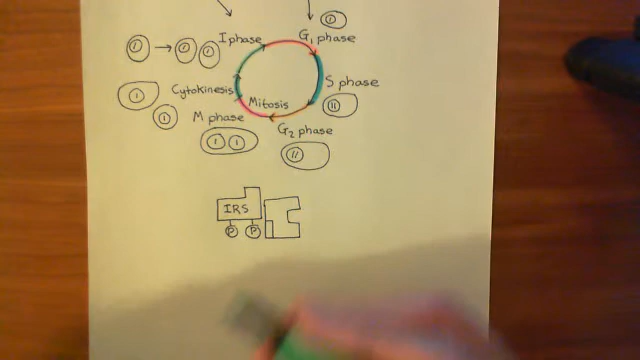 I phase
G₁ phase
S phase
Cytokinesis
Mitosis
M phase
G₂ phase
IRS
P P